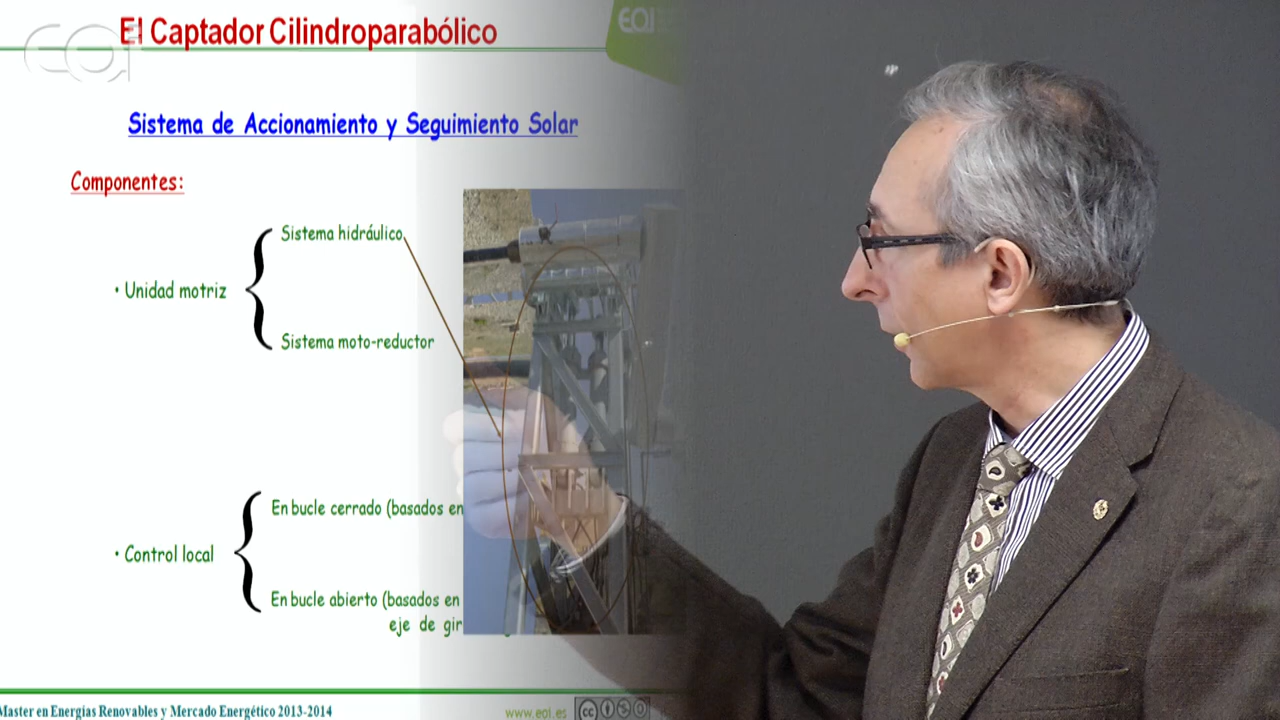 El Captador Cilindroparabólico
eoi
EOI
Sistema de Accionamiento y Seguimiento Solar
Componentes:
Sistema hidráulico
• Unidad motriz
Sistema moto-reductor
En bucle cerrado (basados en
• Control local
En bucle abierto (basados en
eje de gir
Master en Energías Renovables y Mercado Energético 2013-2014
www.eoi.es
cc